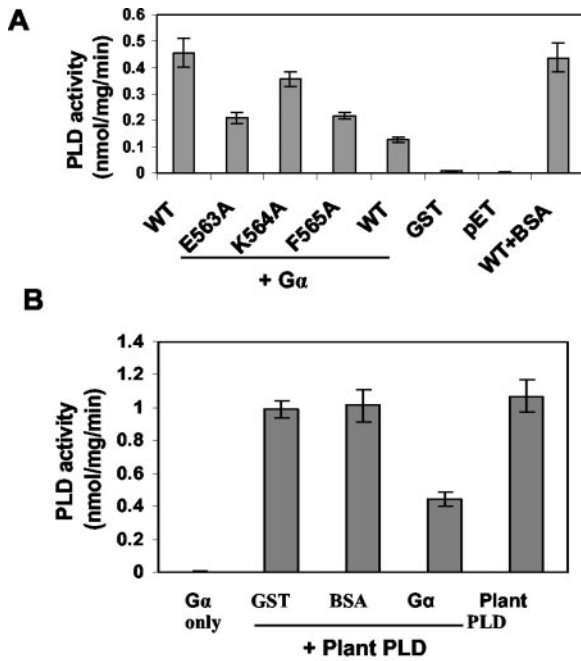 A
PLD activity
(nmol/mg/min)
0.6
0.5
0.4
0.3
0.2
0.1
0
WT
E563A
K564A
F565A
WT
GST
pET
WT+BSA
+ Gα
B
PLD activity
(nmol/mg/min)
1.4
1.2
1
0.8
0.6
0.4
0.2
0
Gα GST BSA Gα Plant
only PLD
+ Plant PLD